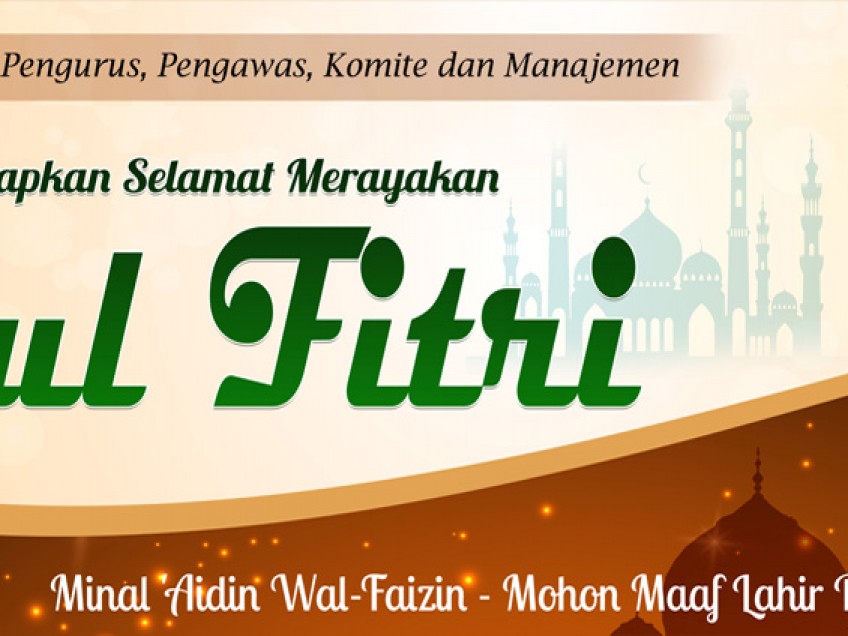 Pengurus, Pengawas, Komite dan Manajemen
apkan Selamat Merayakan
ul Fitri
Minal 'Aidin Wal-Faizin - Mohon Maaf Lahir